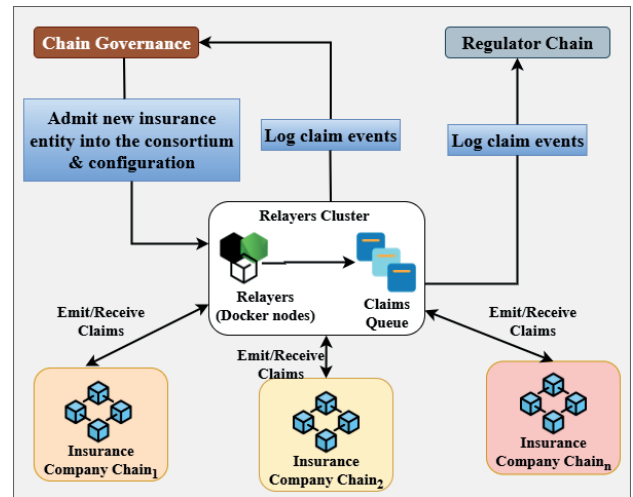 Chain Governance
Regulator Chain
Admit new insurance
entity into the consortium
& configuration
Log claim events
Log claim events
Relayers Cluster
Relayers
(Docker nodes)
Claims
Queue
Emit/Receive
Claims
Emit/Receive
Claims
Emit/Receive
Claims
Insurance
Company Chain1
Insurance
Company Chain2
Insurance
Company Chainn